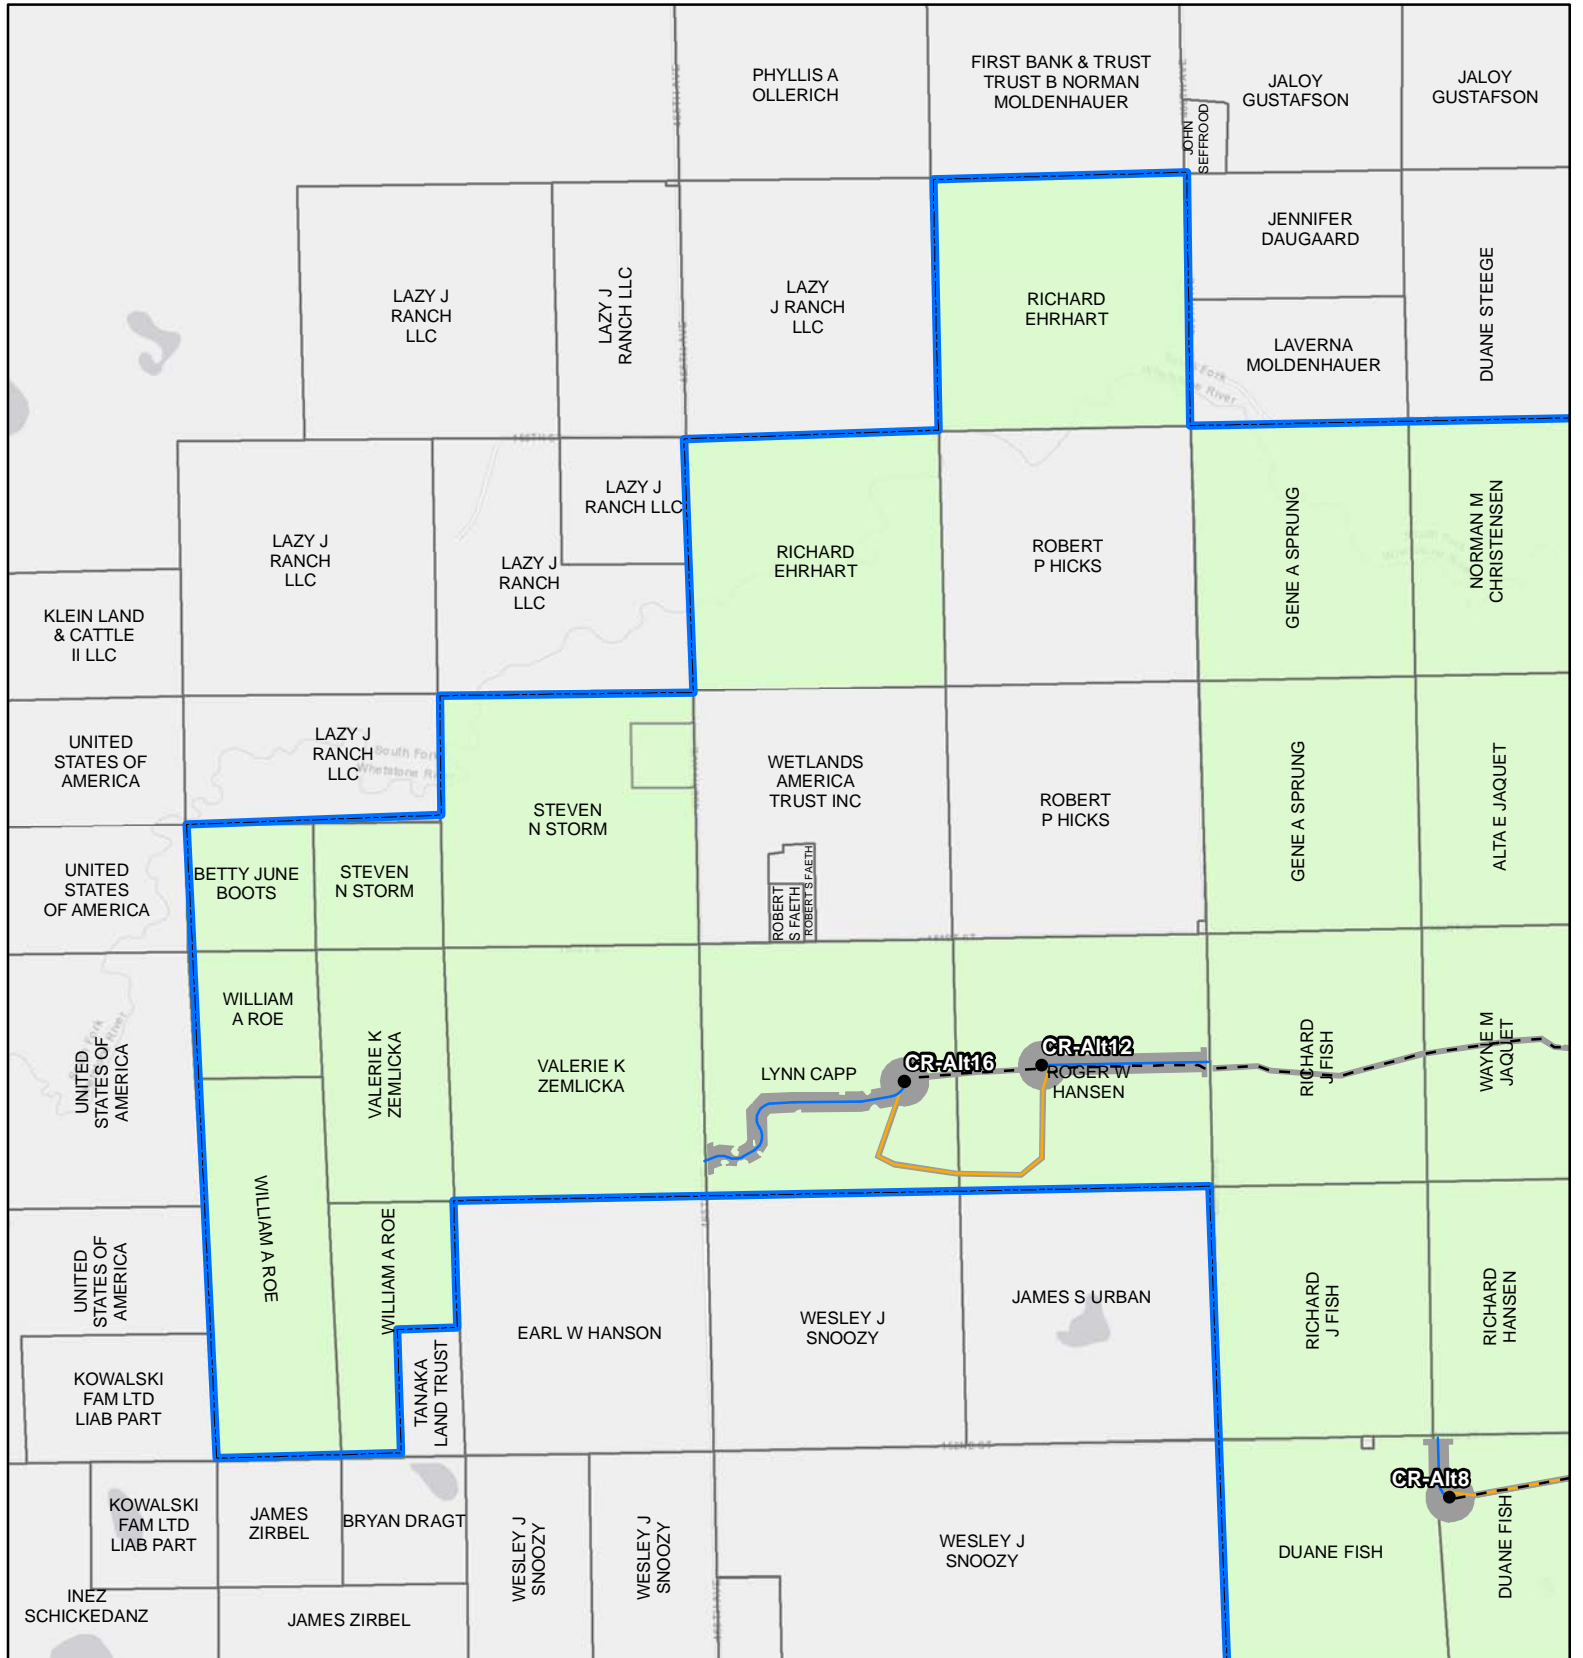 PHYLLIS A
OLLERICH
FIRST BANK & TRUST
TRUST B NORMAN
MOLDENHAUER
JALOY
GUSTAFSON
JALOY
GUSTAFSON
JOHN
SEFFROOD
LAZY J
RANCH
LLC
LAZY J
RANCH LLC
LAZY
J RANCH
LLC
RICHARD
EHRHART
JENNIFER
DAUGAARD
LAVERNA
MOLDENHAUER
DUANE STEEGE
LAZY J
RANCH LLC
LAZY J
RANCH
LLC
LAZY J
RANCH
LLC
RICHARD
EHRHART
ROBERT
P HICKS
GENE A SPRUNG
NORMAN M
CHRISTENSEN
KLEIN LAND
& CATTLE
II LLC
UNITED
STATES OF
AMERICA
LAZY J
RANCH
LLC
South Fork
Whetstone
STEVEN
N STORM
WETLANDS
AMERICA
TRUST INC
ROBERT
P HICKS
GENE A SPRUNG
ALTA E JAQUET
UNITED
STATES
OF AMERICA
BETTY JUNE
BOOTS
STEVEN
N STORM
ROBERT
S FAETH
ROBERT S FAETH
UNITED
STATES OF
AMERICA
WILLIAM
A ROE
VALERIE K
ZEMLICKA
VALERIE K
ZEMLICKA
LYNN CAPP
CR-Alt16
CR-Alt12
ROGER W
HANSEN
RICHARD
J FISH
WAYNE M
JAQUET
UNITED
STATES OF
AMERICA
WILLIAM A ROE
WILLIAM A ROE
EARL W HANSON
WESLEY J
SNOOZY
JAMES S URBAN
RICHARD
J FISH
RICHARD
HANSEN
KOWALSKI
FAM LTD
LIAB PART
TANAKA
LAND TRUST
CR-Alt8
KOWALSKI
FAM LTD
LIAB PART
JAMES
ZIRBEL
BRYAN DRAGT
WESLEY J
SNOOZY
WESLEY J
SNOOZY
WESLEY J
SNOOZY
DUANE FISH
DUANE FISH
INEZ
SCHICKEDANZ
JAMES ZIRBEL